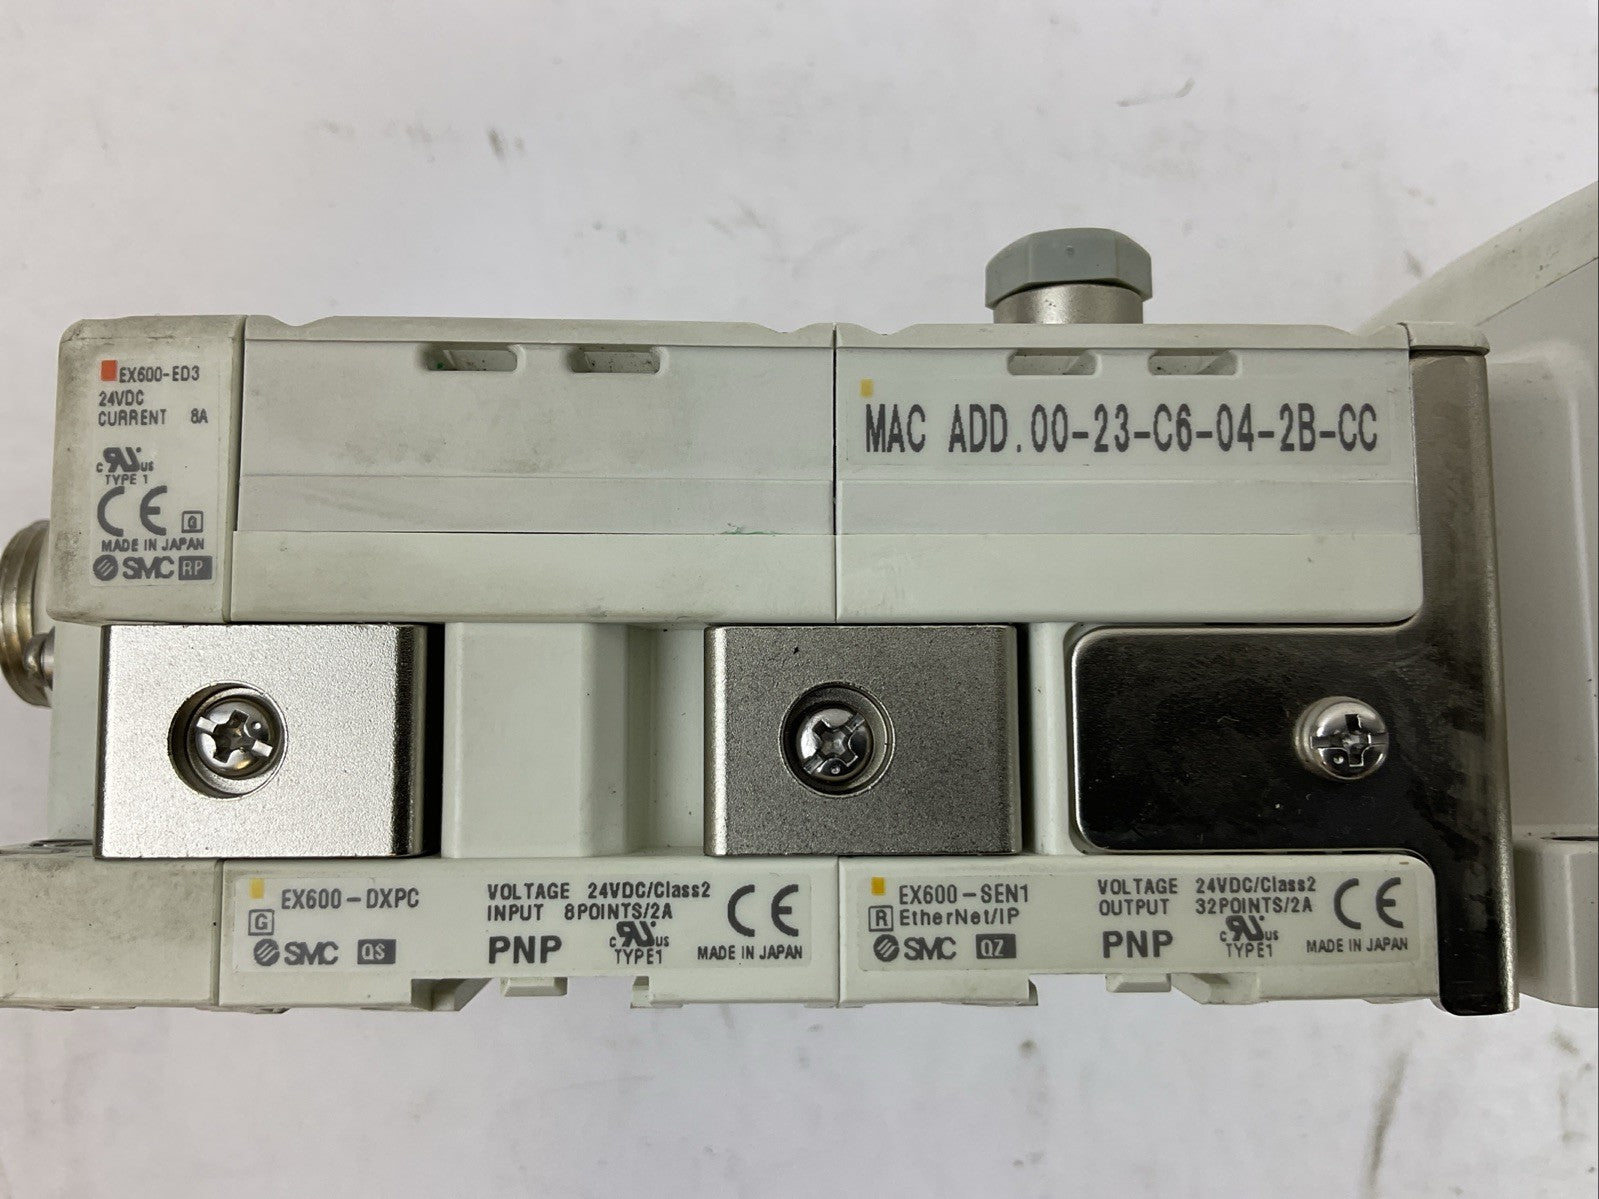 EX600-ED3
24VDC
CURRENT 8A
c RU us
TYPE 1
CE
MADE IN JAPAN
SMC RP
MAC ADD.00-23-C6-04-2B-CC
EX600-DXPC
G
SMC QS
VOLTAGE 24VDC/Class2
INPUT 8POINTS/2A
PNP c RU us
TYPE1
CE
MADE IN JAPAN
EX600-SEN1
R EtherNet/IP
SMC QZ
VOLTAGE 24VDC/Class2
OUTPUT 32POINTS/2A
PNP c RU us
TYPE1
CE
MADE IN JAPAN